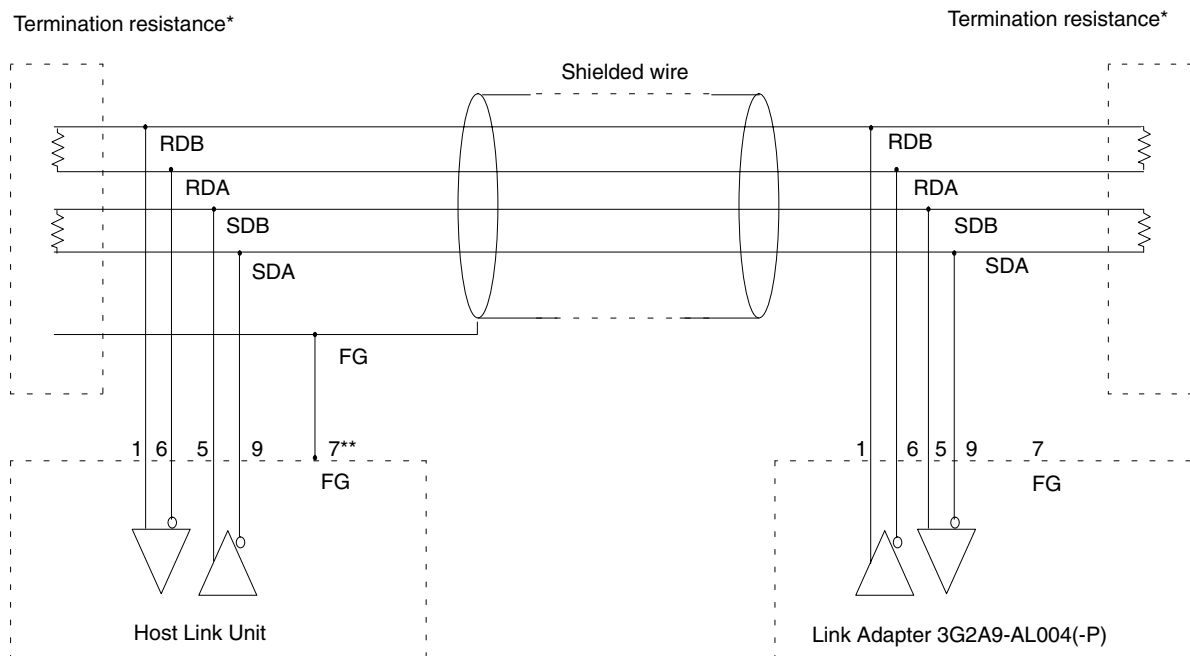 Termination resistance*
Termination resistance*
Shielded wire
RDB
RDA
SDB
SDA
FG
RDB
RDA
SDB
SDA
1 6 5 9 7**
FG
1 6 5 9 7
FG
Host Link Unit
Link Adapter 3G2A9-AL004(-P)